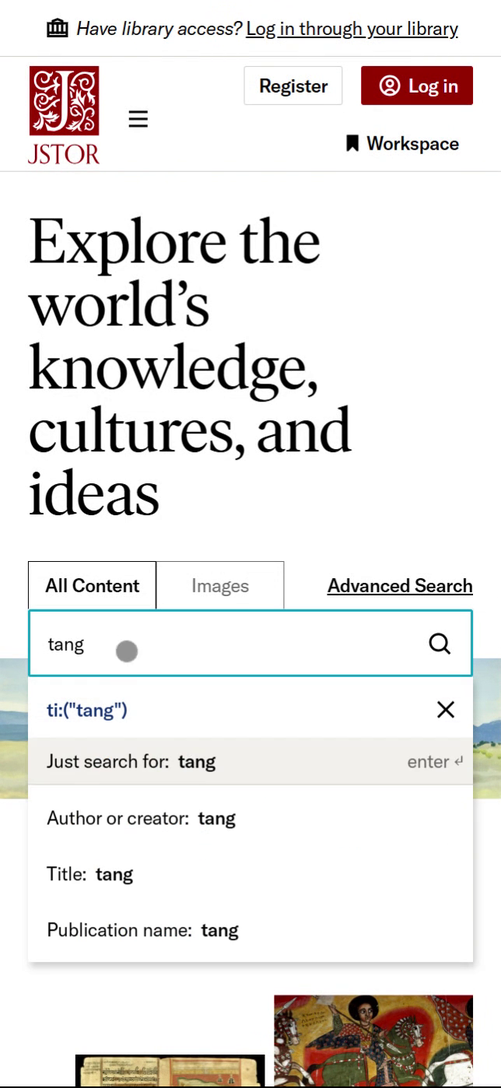 Have library access? Log in through your library
Register
Log in
JSTOR
Workspace
Explore the
world’s
knowledge,
cultures, and
ideas
All Content
Images
Advanced Search
tang
ti:("tang")
Just search for: tang
enter ↵
Author or creator: tang
Title: tang
Publication name: tang